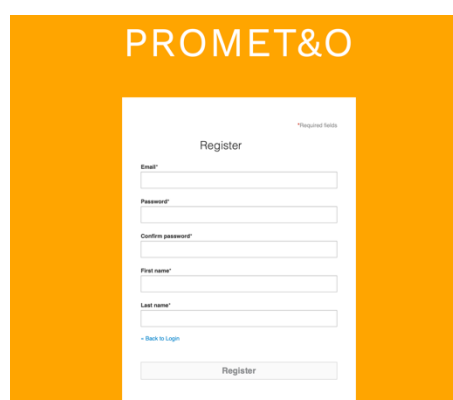 PROMET&O
*Required fields
Register
Email*
Password*
Confirm password*
First name*
Last name*
« Back to Login
Register